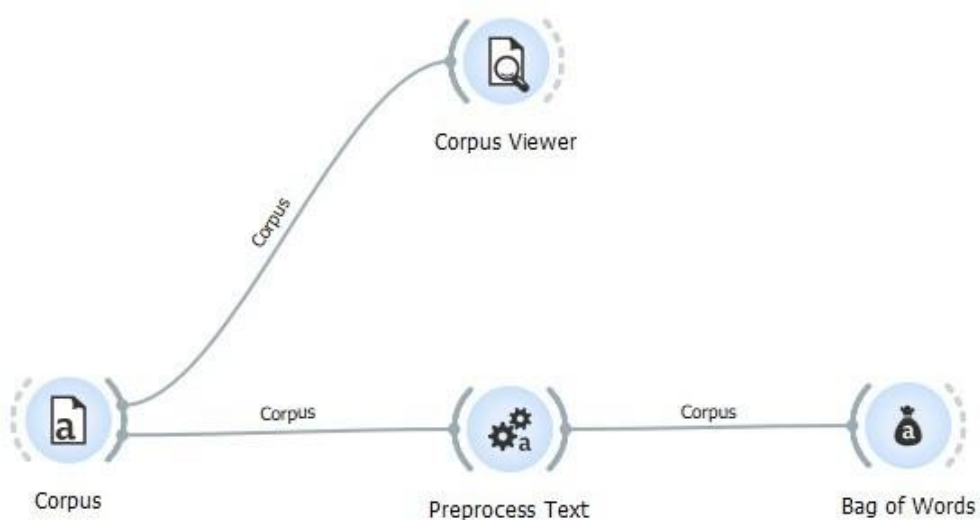 Corpus Viewer
Corpus
Corpus
Corpus
Corpus
Preprocess Text
Bag of Words
a
a
a